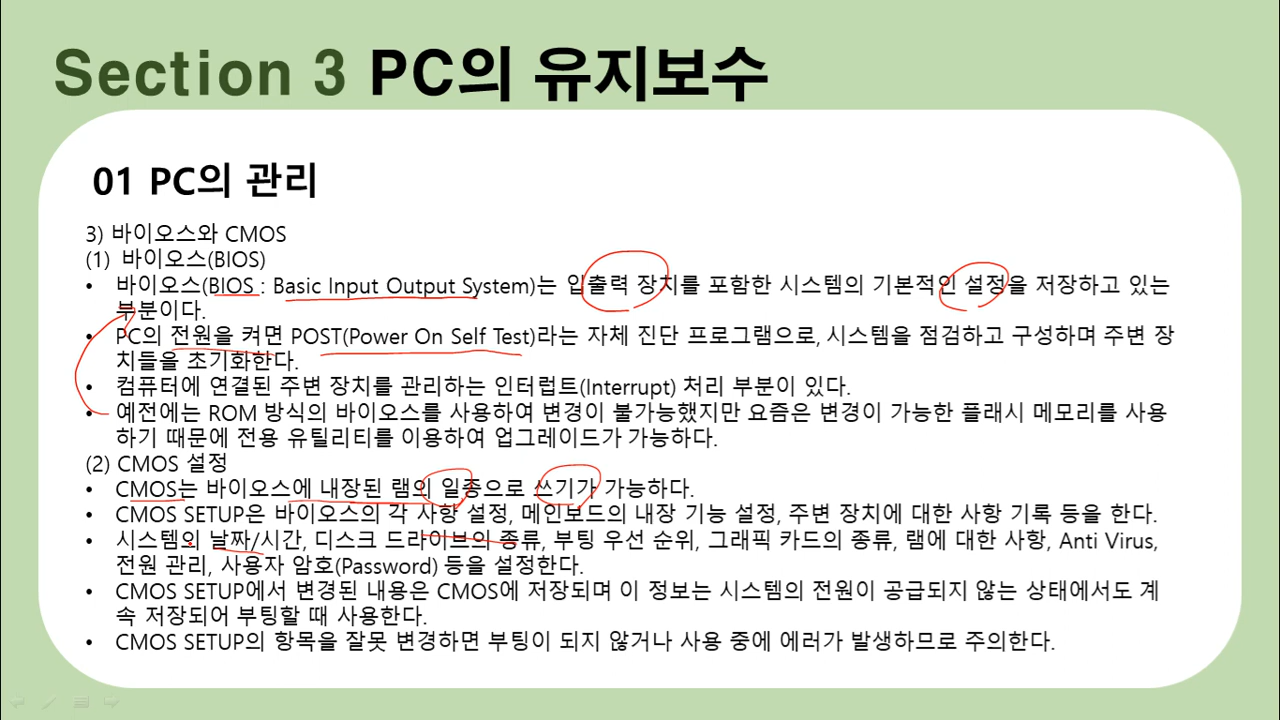 Section 3 PC의 유지보수
01 PC의 관리
3) 바이오스와 CMOS
(1) 바이오스(BIOS)
• 바이오스(BIOS : Basic Input Output System)는 입출력 장치를 포함한 시스템의 기본적인 설정을 저장하고 있는
부분이다.
• PC의 전원을 켜면 POST(Power On Self Test)라는 자체 진단 프로그램으로, 시스템을 점검하고 구성하며 주변 장
치들을 초기화한다.
• 컴퓨터에 연결된 주변 장치를 관리하는 인터럽트(Interrupt) 처리 부분이 있다.
• 예전에는 ROM 방식의 바이오스를 사용하여 변경이 불가능했지만 요즘은 변경이 가능한 플래시 메모리를 사용
하기 때문에 전용 유틸리티를 이용하여 업그레이드가 가능하다.
(2) CMOS 설정
• CMOS는 바이오스에 내장된 램의 일종으로 쓰기가 가능하다.
• CMOS SETUP은 바이오스의 각 사항 설정, 메인보드의 내장 기능 설정, 주변 장치에 대한 사항 기록 등을 한다.
• 시스템의 날짜/시간, 디스크 드라이브의 종류, 부팅 우선 순위, 그래픽 카드의 종류, 램에 대한 사항, Anti Virus,
전원 관리, 사용자 암호(Password) 등을 설정한다.
• CMOS SETUP에서 변경된 내용은 CMOS에 저장되며 이 정보는 시스템의 전원이 공급되지 않는 상태에서도 계
속 저장되어 부팅할 때 사용한다.
• CMOS SETUP의 항목을 잘못 변경하면 부팅이 되지 않거나 사용 중에 에러가 발생하므로 주의한다.